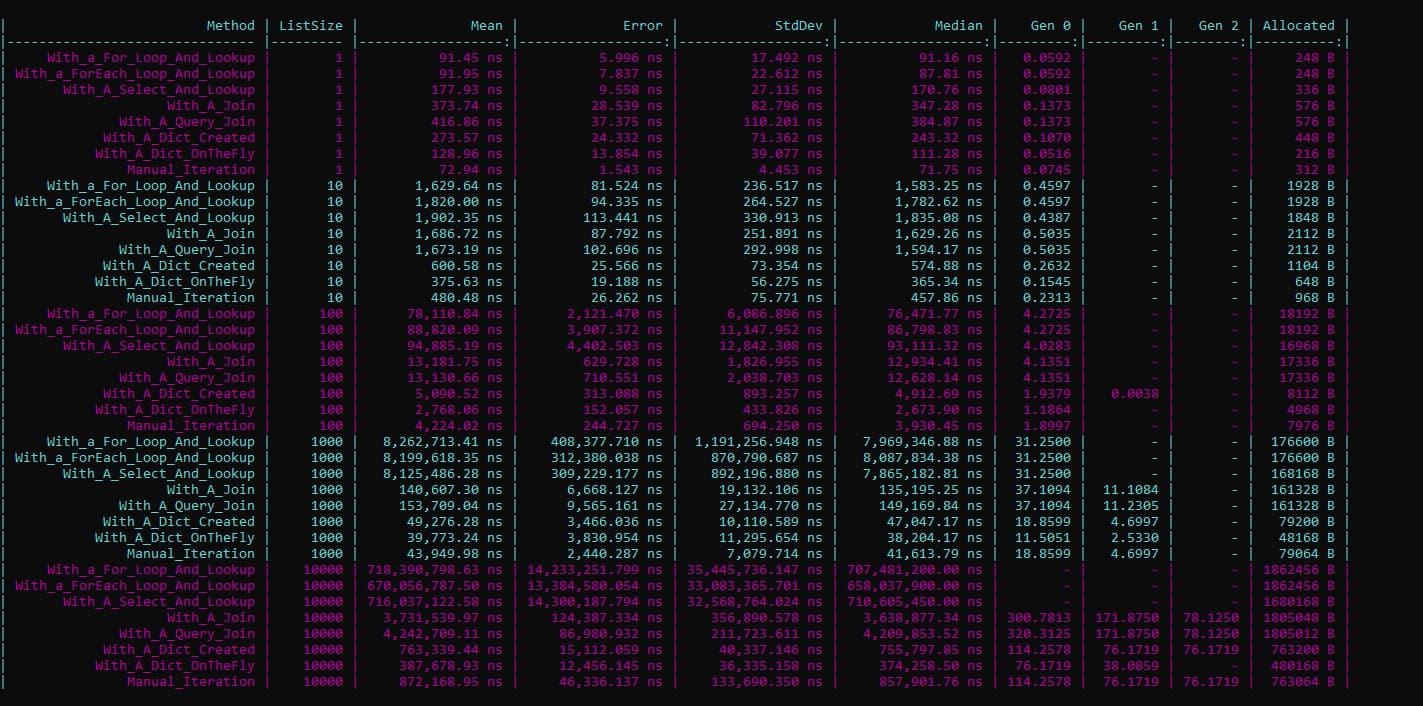 | Method | ListSize | Mean | Error | StdDev | Median | Gen 0 | Gen 1 | Gen 2 | Allocated |
|------------------------------- |--------- |------------------:|------------------:|------------------:|------------------:|---------:|---------:|--------:|----------:|
| With_a_For_Loop_And_Lookup | 1 | 91.45 ns | 5.996 ns | 17.492 ns | 91.16 ns | 0.0592 | - | - | 248 B |
| With_a_ForEach_Loop_And_Lookup | 1 | 91.95 ns | 7.837 ns | 22.612 ns | 87.81 ns | 0.0592 | - | - | 248 B |
| With_A_Select_And_Lookup | 1 | 177.93 ns | 9.558 ns | 27.115 ns | 170.76 ns | 0.0801 | - | - | 336 B |
| With_A_Join | 1 | 373.74 ns | 28.539 ns | 82.796 ns | 347.28 ns | 0.1373 | - | - | 576 B |
| With_A_Query_Join | 1 | 416.86 ns | 37.375 ns | 110.201 ns | 384.87 ns | 0.1373 | - | - | 576 B |
| With_A_Dict_Created | 1 | 273.57 ns | 24.332 ns | 71.362 ns | 243.32 ns | 0.1070 | - | - | 448 B |
| With_A_Dict_OnTheFly | 1 | 128.96 ns | 13.854 ns | 39.077 ns | 111.28 ns | 0.0516 | - | - | 216 B |
| Manual_Iteration | 1 | 72.94 ns | 1.543 ns | 4.453 ns | 71.75 ns | 0.0745 | - | - | 312 B |
| With_a_For_Loop_And_Lookup | 10 | 1,629.64 ns | 81.524 ns | 236.517 ns | 1,583.25 ns | 0.4597 | - | - | 1928 B |
| With_a_ForEach_Loop_And_Lookup | 10 | 1,820.00 ns | 94.335 ns | 264.527 ns | 1,782.62 ns | 0.4597 | - | - | 1928 B |
| With_A_Select_And_Lookup | 10 | 1,902.35 ns | 113.441 ns | 330.913 ns | 1,835.08 ns | 0.4387 | - | - | 1848 B |
| With_A_Join | 10 | 1,686.72 ns | 87.792 ns | 251.891 ns | 1,629.26 ns | 0.5035 | - | - | 2112 B |
| With_A_Query_Join | 10 | 1,673.19 ns | 102.696 ns | 292.998 ns | 1,594.17 ns | 0.5035 | - | - | 2112 B |
| With_A_Dict_Created | 10 | 600.58 ns | 25.566 ns | 73.354 ns | 574.88 ns | 0.2632 | - | - | 1104 B |
| With_A_Dict_OnTheFly | 10 | 375.63 ns | 19.188 ns | 56.275 ns | 365.34 ns | 0.1545 | - | - | 648 B |
| Manual_Iteration | 10 | 480.48 ns | 26.262 ns | 75.771 ns | 457.86 ns | 0.2313 | - | - | 968 B |
| With_a_For_Loop_And_Lookup | 100 | 78,110.84 ns | 2,121.470 ns | 6,086.896 ns | 76,471.77 ns | 4.2725 | - | - | 18192 B |
| With_a_ForEach_Loop_And_Lookup | 100 | 88,820.09 ns | 3,907.372 ns | 11,147.952 ns | 86,798.83 ns | 4.2725 | - | - | 18192 B |
| With_A_Select_And_Lookup | 100 | 94,885.19 ns | 4,402.503 ns | 12,842.308 ns | 93,111.32 ns | 4.0283 | - | - | 16968 B |
| With_A_Join | 100 | 13,181.75 ns | 629.728 ns | 1,826.955 ns | 12,934.41 ns | 4.1351 | - | - | 17336 B |
| With_A_Query_Join | 100 | 13,130.66 ns | 710.551 ns | 2,038.703 ns | 12,628.14 ns | 4.1351 | - | - | 17336 B |
| With_A_Dict_Created | 100 | 5,090.52 ns | 313.088 ns | 893.257 ns | 4,912.69 ns | 1.9379 | 0.0038 | - | 8112 B |
| With_A_Dict_OnTheFly | 100 | 2,768.06 ns | 152.057 ns | 433.826 ns | 2,673.90 ns | 1.1864 | - | - | 4968 B |
| Manual_Iteration | 100 | 4,224.02 ns | 244.727 ns | 694.250 ns | 3,930.45 ns | 1.8997 | - | - | 7976 B |
| With_a_For_Loop_And_Lookup | 1000 | 8,262,713.41 ns | 408,377.710 ns | 1,191,256.948 ns | 7,969,346.88 ns | 31.2500 | - | - | 176600 B |
| With_a_ForEach_Loop_And_Lookup | 1000 | 8,199,618.35 ns | 312,380.038 ns | 870,790.687 ns | 8,087,834.38 ns | 31.2500 | - | - | 176600 B |
| With_A_Select_And_Lookup | 1000 | 8,125,486.28 ns | 309,229.177 ns | 892,196.880 ns | 7,865,182.81 ns | 31.2500 | - | - | 168168 B |
| With_A_Join | 1000 | 140,607.30 ns | 6,668.127 ns | 19,132.106 ns | 135,195.25 ns | 37.1094 | 11.1084 | - | 161328 B |
| With_A_Query_Join | 1000 | 153,709.04 ns | 9,565.161 ns | 27,134.770 ns | 149,169.84 ns | 37.1094 | 11.2305 | - | 161328 B |
| With_A_Dict_Created | 1000 | 49,276.28 ns | 3,466.036 ns | 10,110.589 ns | 47,047.17 ns | 18.8599 | 4.6997 | - | 79200 B |
| With_A_Dict_OnTheFly | 1000 | 39,773.24 ns | 3,830.954 ns | 11,295.654 ns | 38,204.17 ns | 11.5051 | 2.5330 | - | 48168 B |
| Manual_Iteration | 1000 | 43,949.98 ns | 2,440.287 ns | 7,079.714 ns | 41,613.79 ns | 18.8599 | 4.6997 | - | 79064 B |
| With_a_For_Loop_And_Lookup | 10000 | 718,390,798.63 ns | 14,233,251.799 ns | 35,445,736.147 ns | 707,481,200.00 ns | - | - | - | 1862456 B |
| With_a_ForEach_Loop_And_Lookup | 10000 | 670,056,787.50 ns | 13,384,580.054 ns | 33,083,365.701 ns | 658,037,900.00 ns | - | - | - | 1862456 B |
| With_A_Select_And_Lookup | 10000 | 716,037,122.58 ns | 14,300,187.794 ns | 32,568,764.024 ns | 710,605,450.00 ns | - | - | - | 1680168 B |
| With_A_Join | 10000 | 3,731,539.97 ns | 124,387.334 ns | 356,890.578 ns | 3,638,877.34 ns | 300.7813 | 171.8750 | 78.1250 | 1805048 B |
| With_A_Query_Join | 10000 | 4,242,709.11 ns | 86,980.932 ns | 211,723.611 ns | 4,209,853.52 ns | 320.3125 | 171.8750 | 78.1250 | 1805012 B |
| With_A_Dict_Created | 10000 | 763,339.44 ns | 15,112.059 ns | 40,337.146 ns | 755,797.85 ns | 114.2578 | 76.1719 | 76.1719 | 763200 B |
| With_A_Dict_OnTheFly | 10000 | 387,678.93 ns | 12,456.145 ns | 36,335.158 ns | 374,258.50 ns | 76.1719 | 38.0859 | - | 480168 B |
| Manual_Iteration | 10000 | 872,168.95 ns | 46,336.137 ns | 133,690.350 ns | 857,901.76 ns | 114.2578 | 76.1719 | 76.1719 | 763064 B |